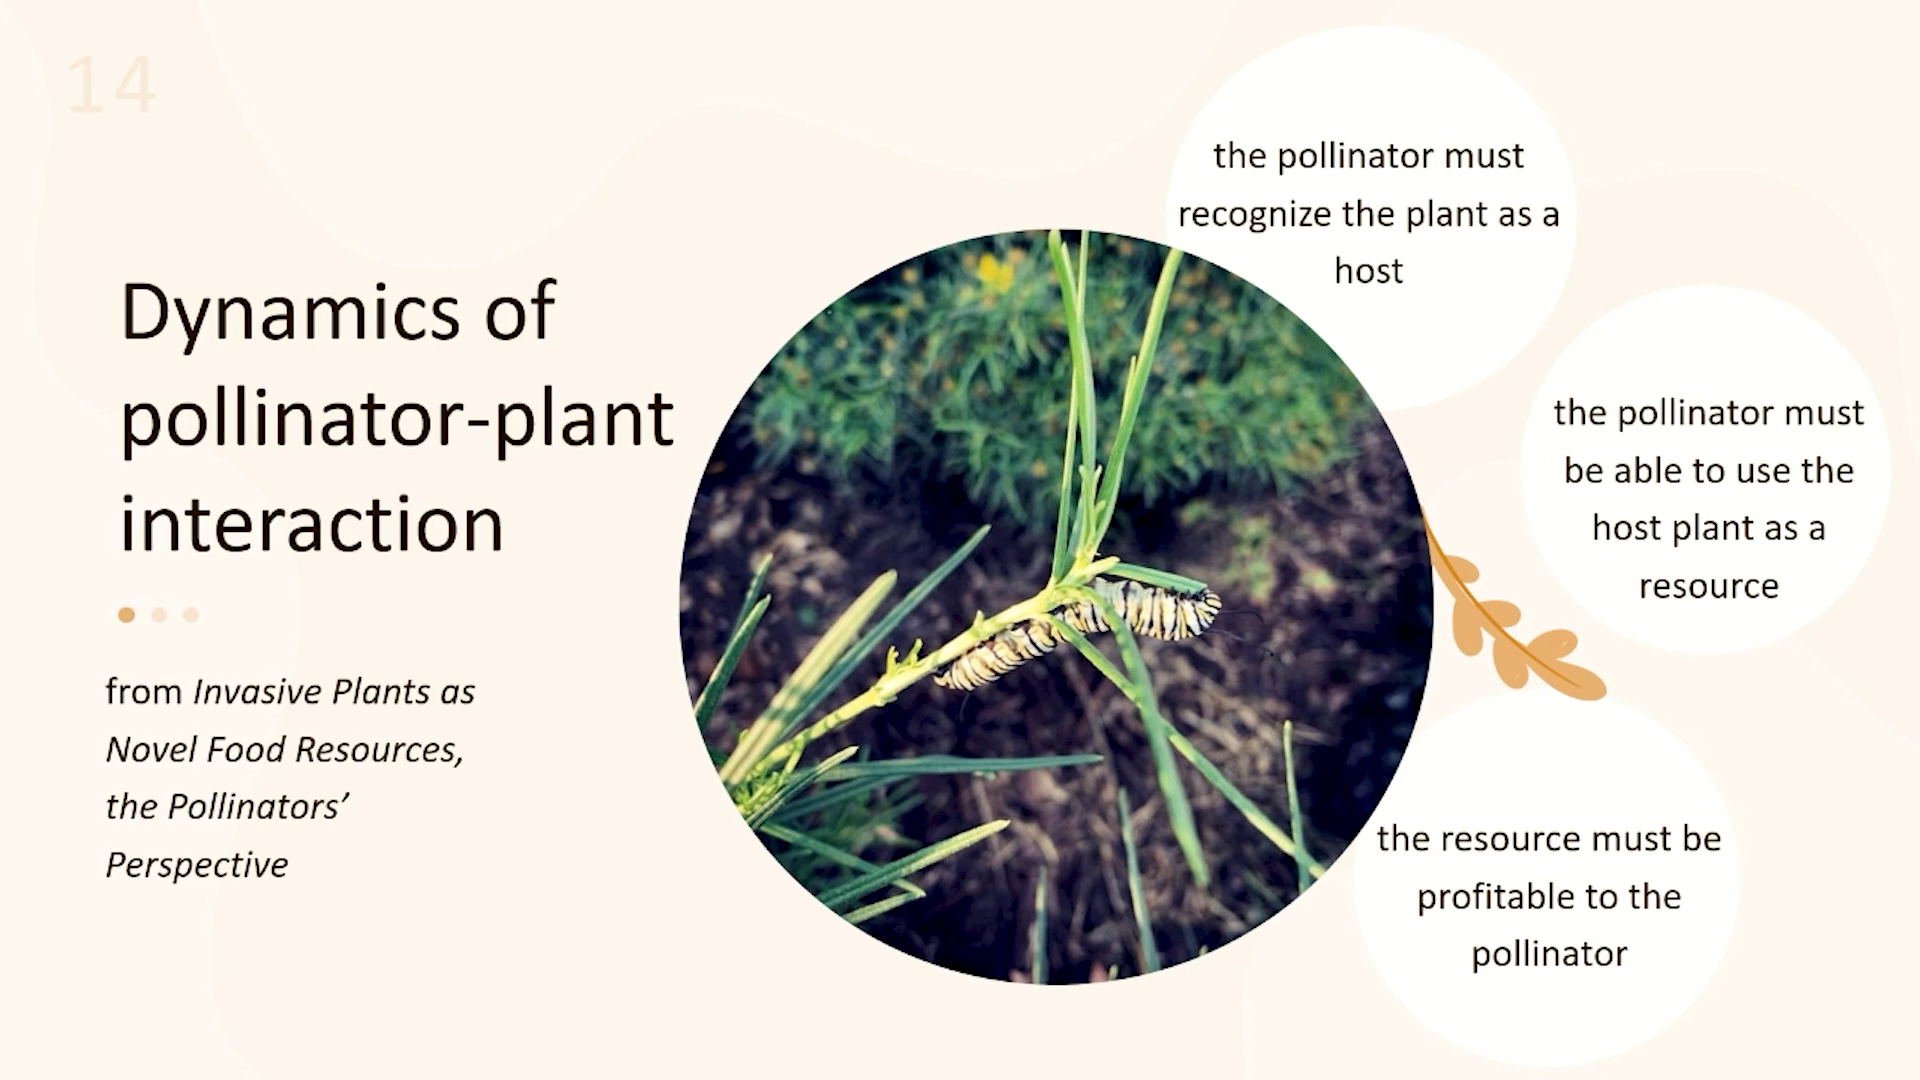 14
Dynamics of
pollinator-plant
interaction
from Invasive Plants as
Novel Food Resources,
the Pollinators’
Perspective
the pollinator must
recognize the plant as a
host
the pollinator must
be able to use the
host plant as a
resource
the resource must be
profitable to the
pollinator